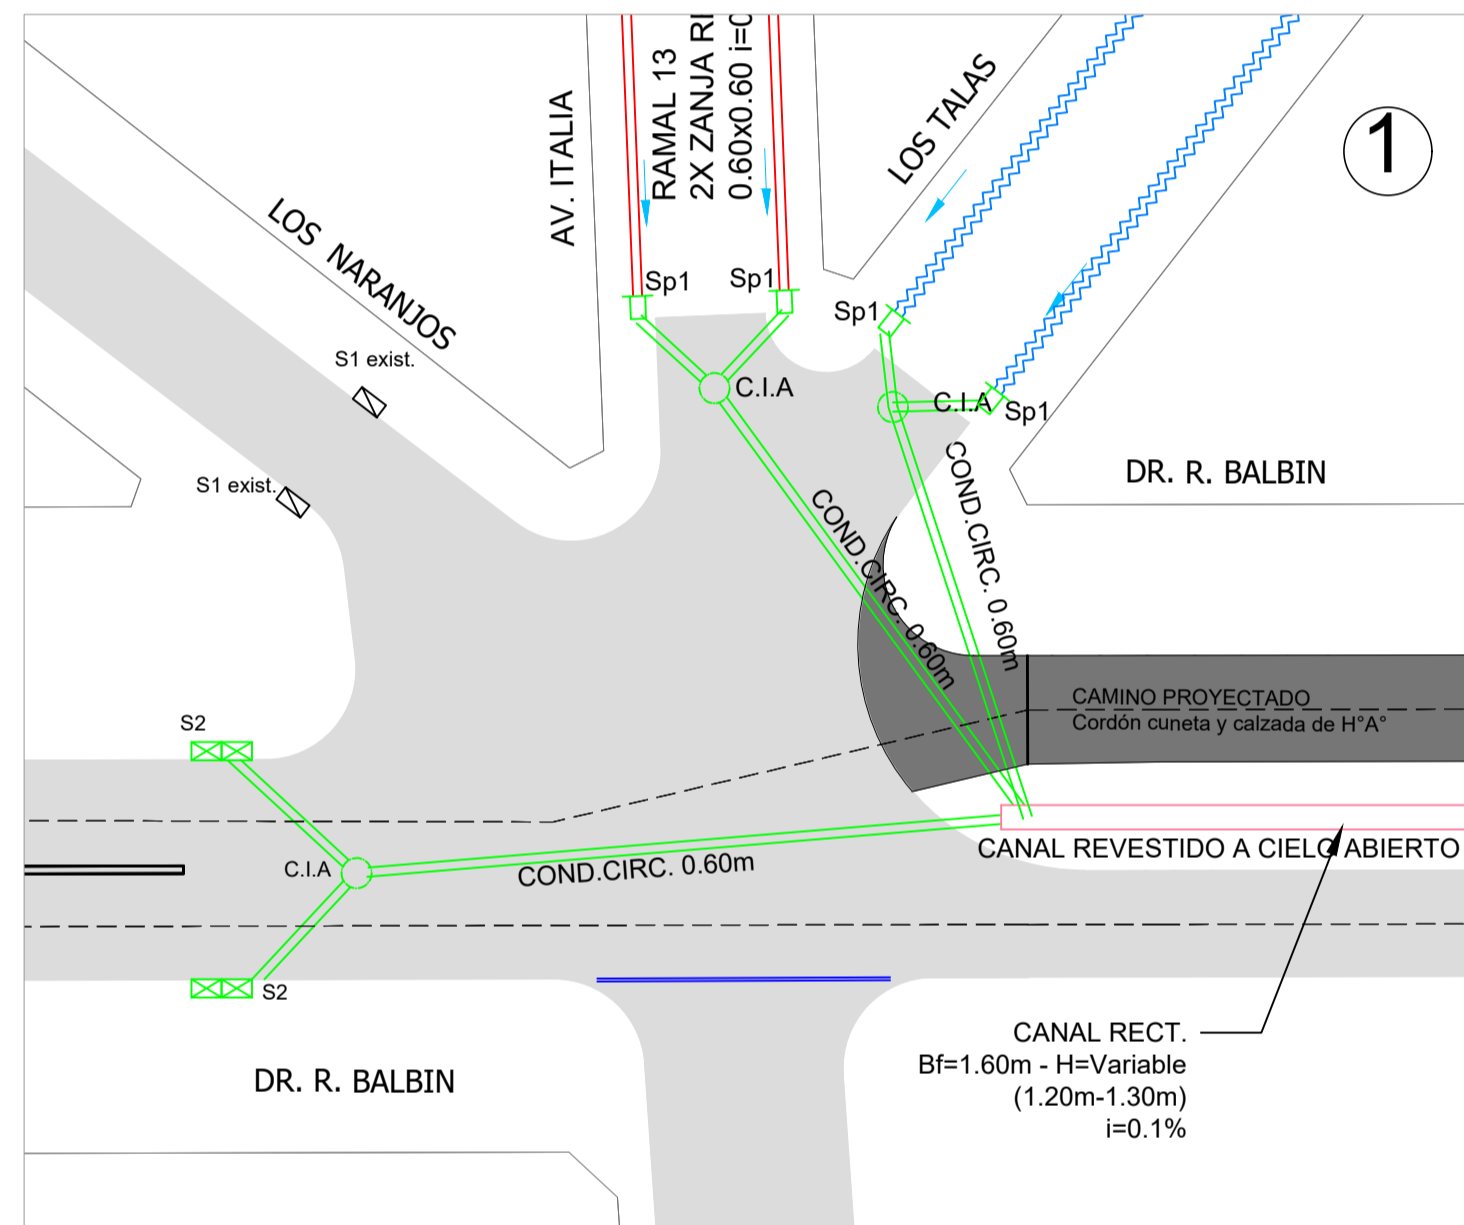 RAMAL 13
2X ZANJA
0.60x0.60
AV. ITALIA
LOS TALAS
1
LOS NARANJOS
Sp1
Sp1
Sp1
S1 exist.
C.I.A
C.I.A
Sp1
S1 exist.
DR. R. BALBIN
COND.CIRC. 0.60m
COND.CIRC. 0.60m
CAMINO PROYECTADO
Cordón cuneta y calzada de H°A°
S2
CANAL REVESTIDO A CIELO ABIERTO
C.I.A
COND.CIRC. 0.60m
S2
CANAL RECT.
Bf=1.60m - H=Variable
(1.20m-1.30m)
i=0.1%
DR. R. BALBIN